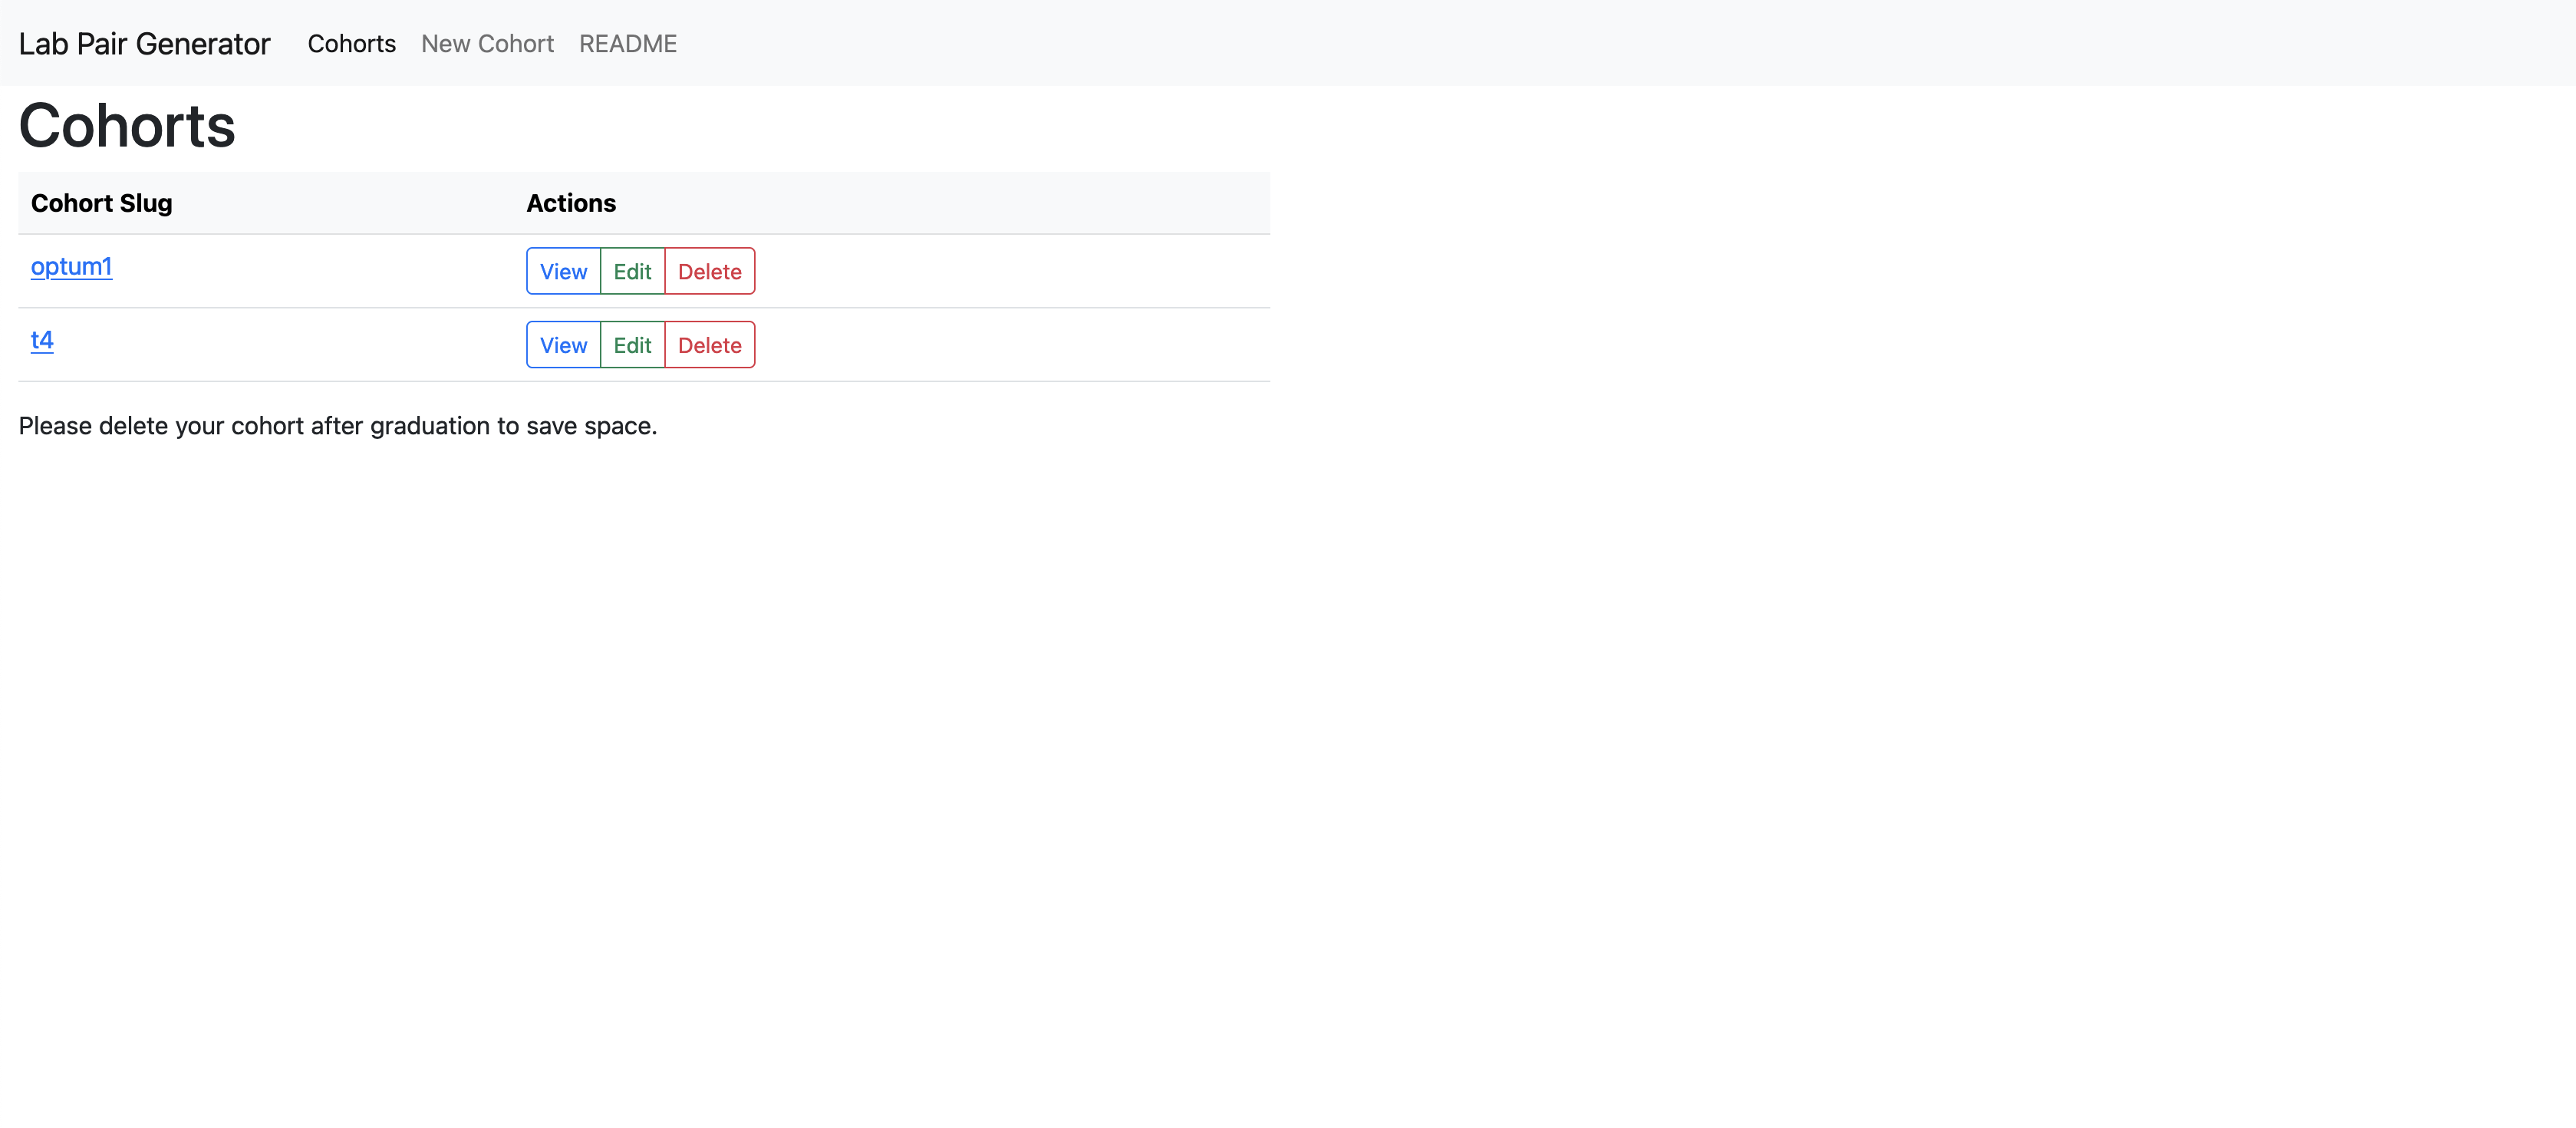 Lab Pair Generator Cohorts New Cohort README
Cohorts
Cohort Slug Actions
optum1 View Edit Delete
t4 View Edit Delete
Please delete your cohort after graduation to save space.